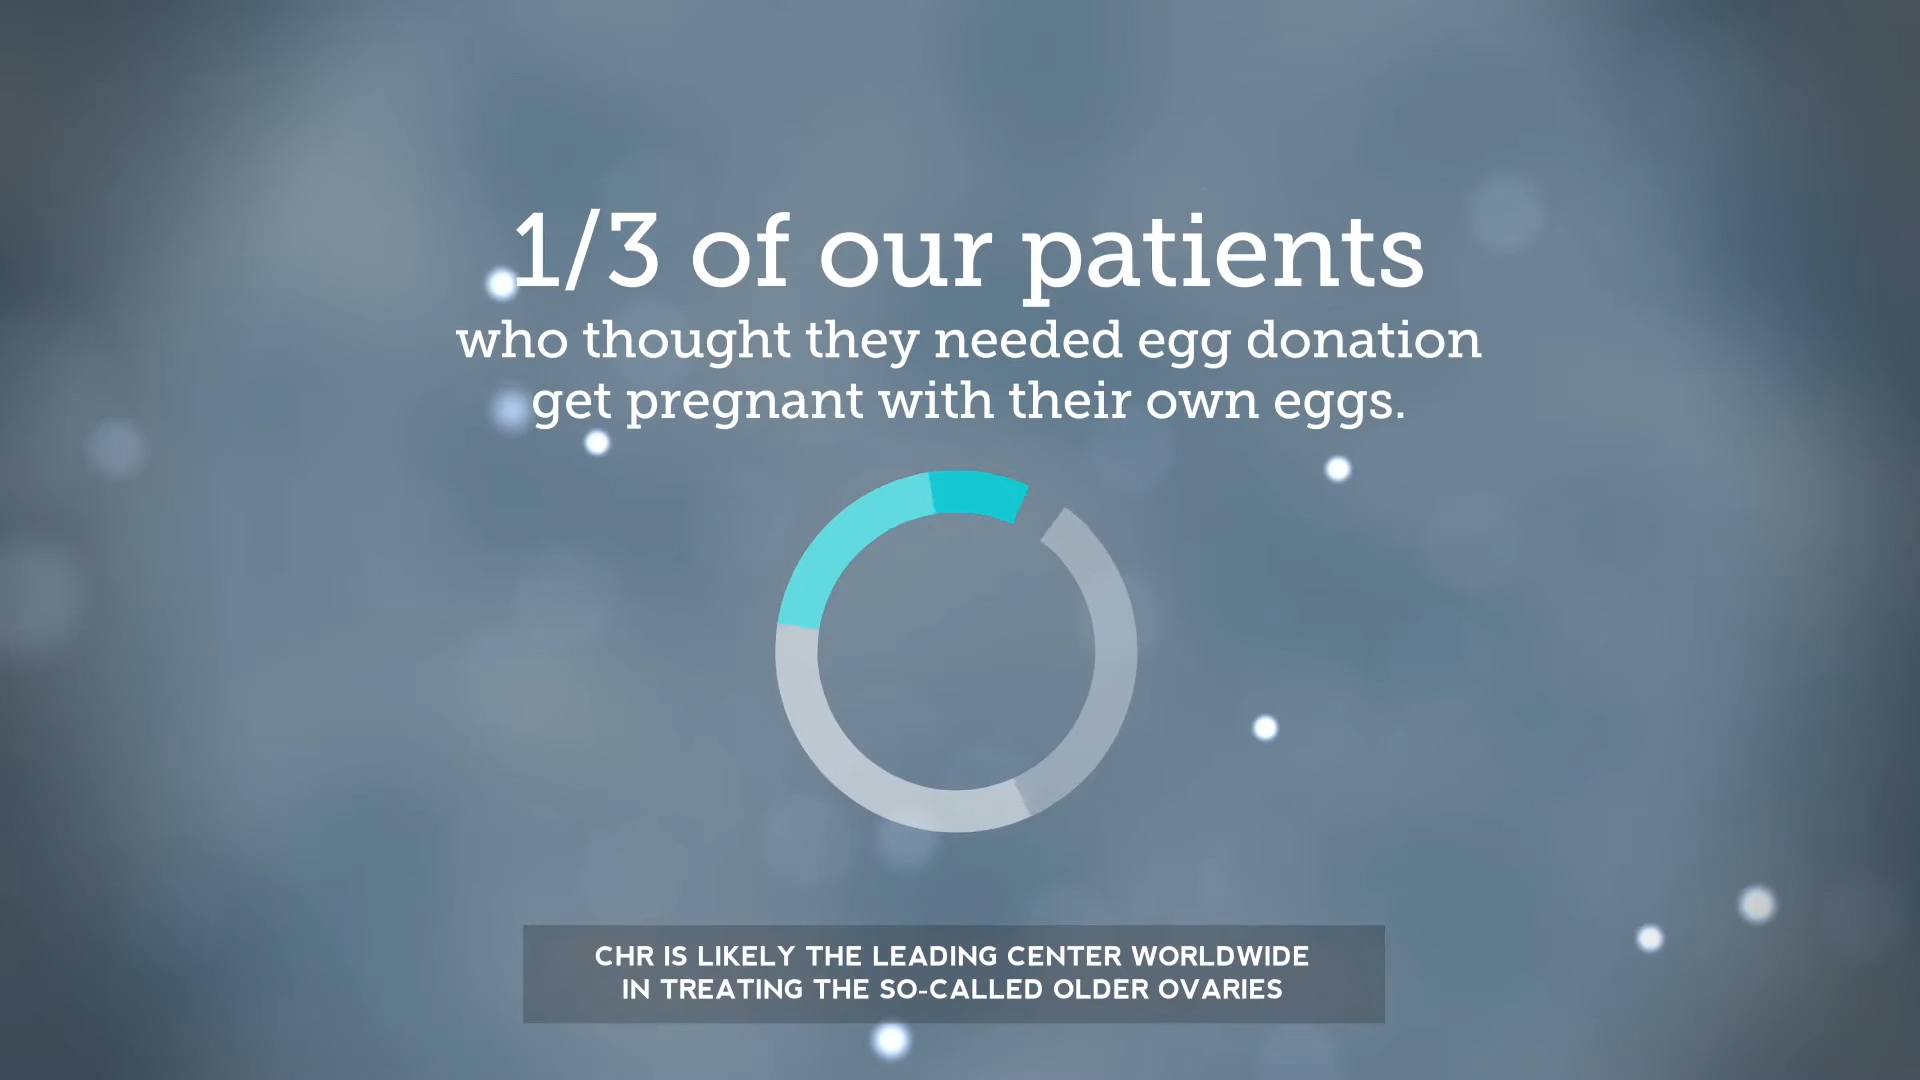 1/3 of our patients
who thought they needed egg donation
get pregnant with their own eggs.
CHR IS LIKELY THE LEADING CENTER WORLDWIDE
IN TREATING THE SO-CALLED OLDER OVARIES